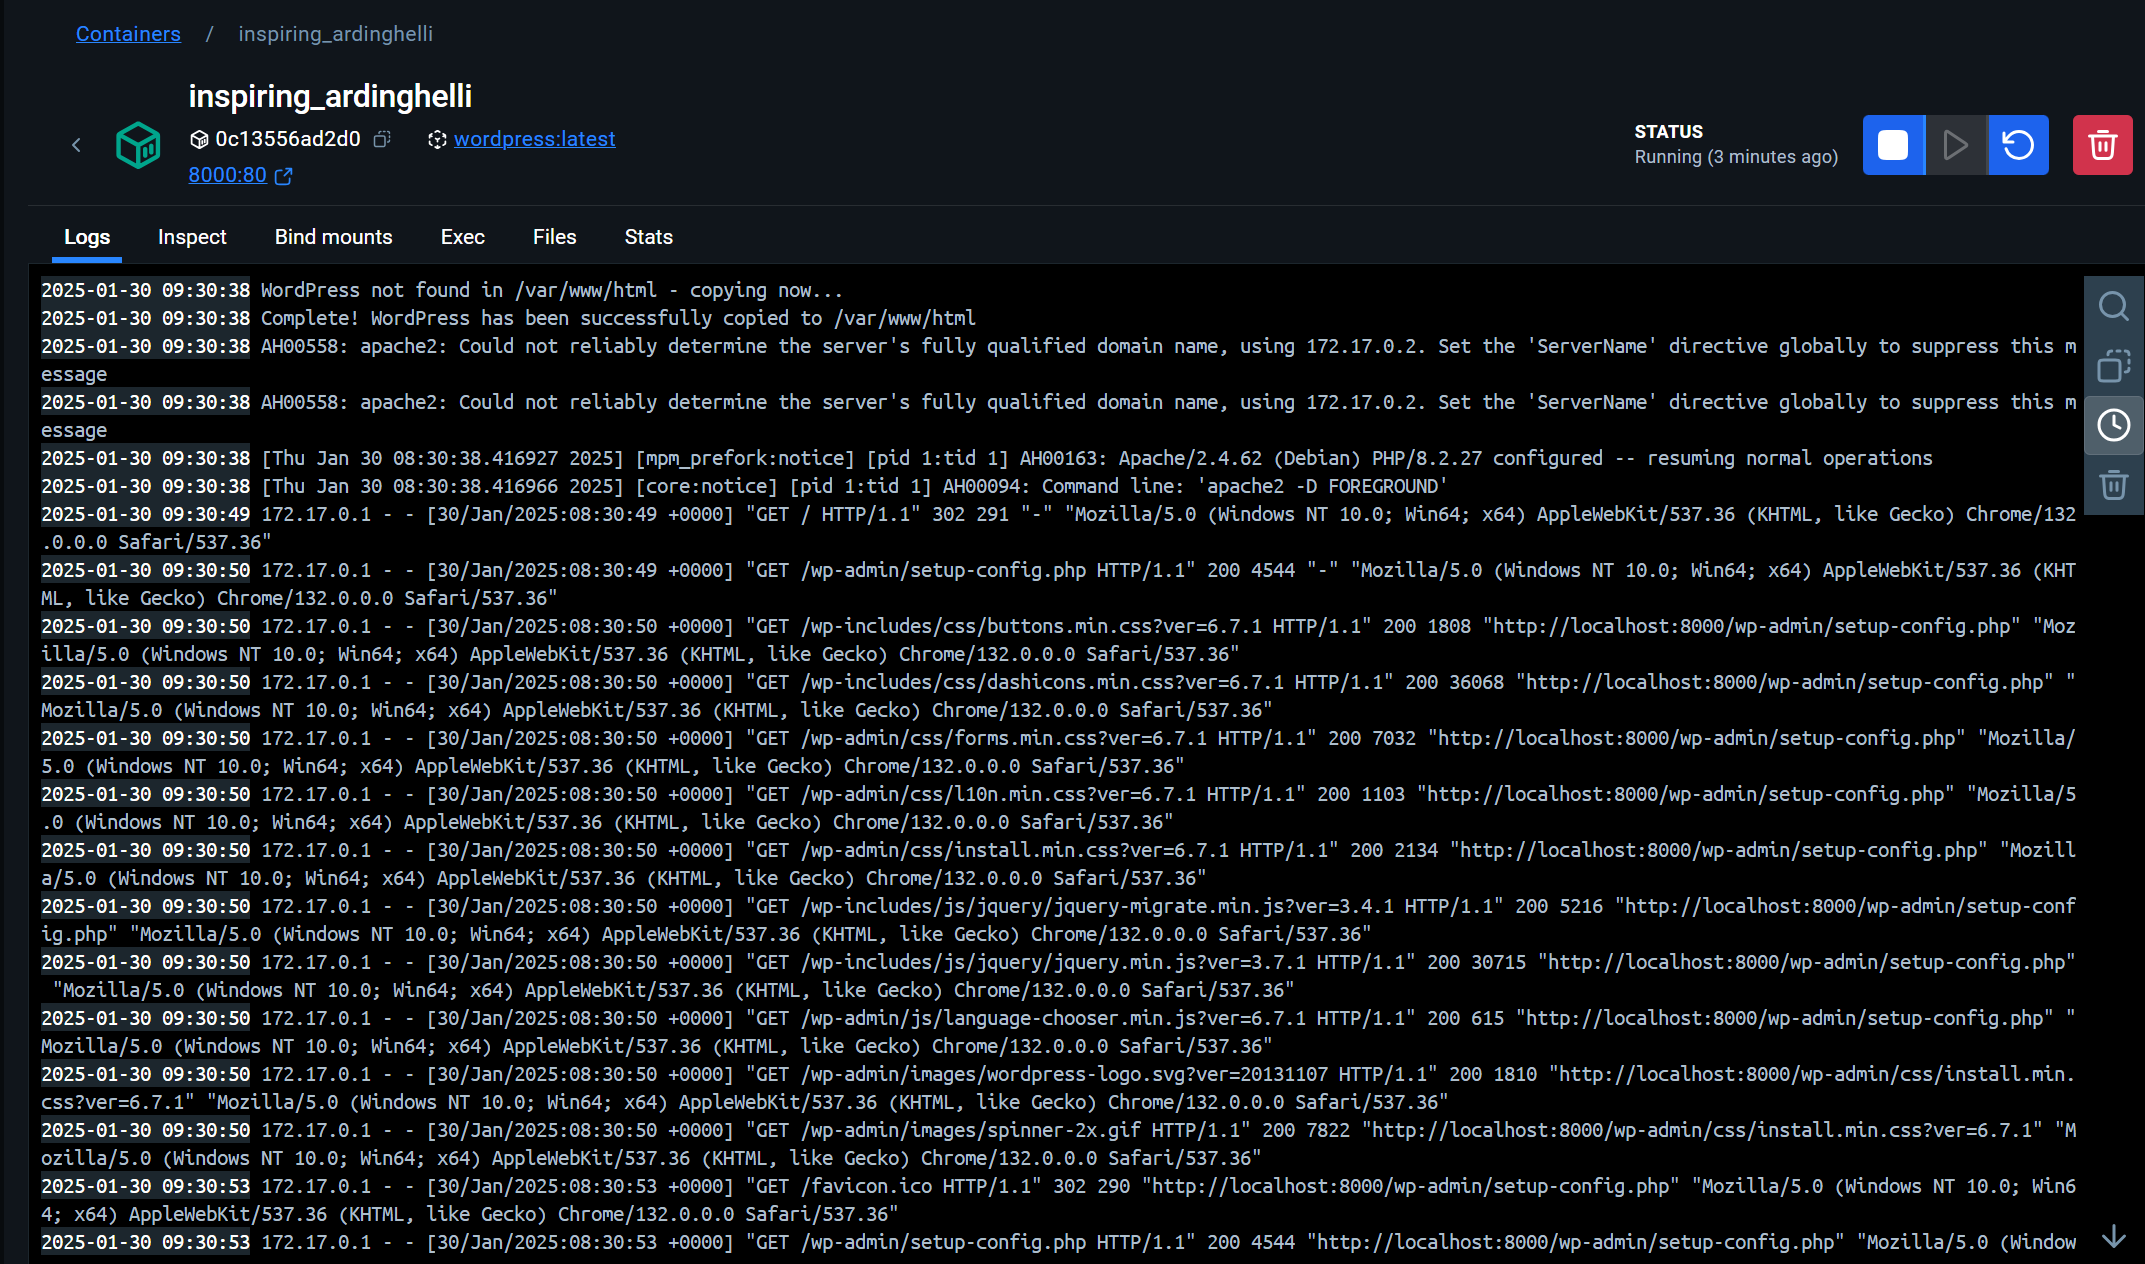 Containers / inspiring_ardinghelli
inspiring_ardinghelli
0c13556ad2d0 wordpress:latest
8000:80
STATUS
Running (3 minutes ago)
Logs Inspect Bind mounts Exec Files Stats
2025-01-30 09:30:38 WordPress not found in /var/www/html - copying now...
2025-01-30 09:30:38 Complete! WordPress has been successfully copied to /var/www/html
2025-01-30 09:30:38 AH00558: apache2: Could not reliably determine the server's fully qualified domain name, using 172.17.0.2. Set the 'ServerName' directive globally to suppress this m
essage
2025-01-30 09:30:38 AH00558: apache2: Could not reliably determine the server's fully qualified domain name, using 172.17.0.2. Set the 'ServerName' directive globally to suppress this m
essage
2025-01-30 09:30:38 [Thu Jan 30 08:30:38.416927 2025] [mpm_prefork:notice] [pid 1:tid 1] AH00163: Apache/2.4.62 (Debian) PHP/8.2.27 configured -- resuming normal operations
2025-01-30 09:30:38 [Thu Jan 30 08:30:38.416966 2025] [core:notice] [pid 1:tid 1] AH00094: Command line: 'apache2 -D FOREGROUND'
2025-01-30 09:30:49 172.17.0.1 - - [30/Jan/2025:08:30:49 +0000] "GET / HTTP/1.1" 302 291 "-" "Mozilla/5.0 (Windows NT 10.0; Win64; x64) AppleWebKit/537.36 (KHTML, like Gecko) Chrome/132
.0.0.0 Safari/537.36"
2025-01-30 09:30:50 172.17.0.1 - - [30/Jan/2025:08:30:49 +0000] "GET /wp-admin/setup-config.php HTTP/1.1" 200 4544 "-" "Mozilla/5.0 (Windows NT 10.0; Win64; x64) AppleWebKit/537.36 (KHT
ML, like Gecko) Chrome/132.0.0.0 Safari/537.36"
2025-01-30 09:30:50 172.17.0.1 - - [30/Jan/2025:08:30:50 +0000] "GET /wp-includes/css/buttons.min.css?ver=6.7.1 HTTP/1.1" 200 1808 "http://localhost:8000/wp-admin/setup-config.php" "Moz
illa/5.0 (Windows NT 10.0; Win64; x64) AppleWebKit/537.36 (KHTML, like Gecko) Chrome/132.0.0.0 Safari/537.36"
2025-01-30 09:30:50 172.17.0.1 - - [30/Jan/2025:08:30:50 +0000] "GET /wp-includes/css/dashicons.min.css?ver=6.7.1 HTTP/1.1" 200 36068 "http://localhost:8000/wp-admin/setup-config.php" "
Mozilla/5.0 (Windows NT 10.0; Win64; x64) AppleWebKit/537.36 (KHTML, like Gecko) Chrome/132.0.0.0 Safari/537.36"
2025-01-30 09:30:50 172.17.0.1 - - [30/Jan/2025:08:30:50 +0000] "GET /wp-admin/css/forms.min.css?ver=6.7.1 HTTP/1.1" 200 7032 "http://localhost:8000/wp-admin/setup-config.php" "Mozilla/
5.0 (Windows NT 10.0; Win64; x64) AppleWebKit/537.36 (KHTML, like Gecko) Chrome/132.0.0.0 Safari/537.36"
2025-01-30 09:30:50 172.17.0.1 - - [30/Jan/2025:08:30:50 +0000] "GET /wp-admin/css/l10n.min.css?ver=6.7.1 HTTP/1.1" 200 1103 "http://localhost:8000/wp-admin/setup-config.php" "Mozilla/5
.0 (Windows NT 10.0; Win64; x64) AppleWebKit/537.36 (KHTML, like Gecko) Chrome/132.0.0.0 Safari/537.36"
2025-01-30 09:30:50 172.17.0.1 - - [30/Jan/2025:08:30:50 +0000] "GET /wp-admin/css/install.min.css?ver=6.7.1 HTTP/1.1" 200 2134 "http://localhost:8000/wp-admin/setup-config.php" "Mozill
a/5.0 (Windows NT 10.0; Win64; x64) AppleWebKit/537.36 (KHTML, like Gecko) Chrome/132.0.0.0 Safari/537.36"
2025-01-30 09:30:50 172.17.0.1 - - [30/Jan/2025:08:30:50 +0000] "GET /wp-includes/js/jquery/jquery-migrate.min.js?ver=3.4.1 HTTP/1.1" 200 5216 "http://localhost:8000/wp-admin/setup-conf
ig.php" "Mozilla/5.0 (Windows NT 10.0; Win64; x64) AppleWebKit/537.36 (KHTML, like Gecko) Chrome/132.0.0.0 Safari/537.36"
2025-01-30 09:30:50 172.17.0.1 - - [30/Jan/2025:08:30:50 +0000] "GET /wp-includes/js/jquery/jquery.min.js?ver=3.7.1 HTTP/1.1" 200 30715 "http://localhost:8000/wp-admin/setup-config.php"
"Mozilla/5.0 (Windows NT 10.0; Win64; x64) AppleWebKit/537.36 (KHTML, like Gecko) Chrome/132.0.0.0 Safari/537.36"
2025-01-30 09:30:50 172.17.0.1 - - [30/Jan/2025:08:30:50 +0000] "GET /wp-admin/js/language-chooser.min.js?ver=6.7.1 HTTP/1.1" 200 615 "http://localhost:8000/wp-admin/setup-config.php" "
Mozilla/5.0 (Windows NT 10.0; Win64; x64) AppleWebKit/537.36 (KHTML, like Gecko) Chrome/132.0.0.0 Safari/537.36"
2025-01-30 09:30:50 172.17.0.1 - - [30/Jan/2025:08:30:50 +0000] "GET /wp-admin/images/wordpress-logo.svg?ver=20131107 HTTP/1.1" 200 1810 "http://localhost:8000/wp-admin/css/install.min.
css?ver=6.7.1" "Mozilla/5.0 (Windows NT 10.0; Win64; x64) AppleWebKit/537.36 (KHTML, like Gecko) Chrome/132.0.0.0 Safari/537.36"
2025-01-30 09:30:50 172.17.0.1 - - [30/Jan/2025:08:30:50 +0000] "GET /wp-admin/images/spinner-2x.gif HTTP/1.1" 200 7822 "http://localhost:8000/wp-admin/css/install.min.css?ver=6.7.1" "M
ozilla/5.0 (Windows NT 10.0; Win64; x64) AppleWebKit/537.36 (KHTML, like Gecko) Chrome/132.0.0.0 Safari/537.36"
2025-01-30 09:30:53 172.17.0.1 - - [30/Jan/2025:08:30:53 +0000] "GET /favicon.ico HTTP/1.1" 302 290 "http://localhost:8000/wp-admin/setup-config.php" "Mozilla/5.0 (Windows NT 10.0; Win6
4; x64) AppleWebKit/537.36 (KHTML, like Gecko) Chrome/132.0.0.0 Safari/537.36"
2025-01-30 09:30:53 172.17.0.1 - - [30/Jan/2025:08:30:53 +0000] "GET /wp-admin/setup-config.php HTTP/1.1" 200 4544 "http://localhost:8000/wp-admin/setup-config.php" "Mozilla/5.0 (Window